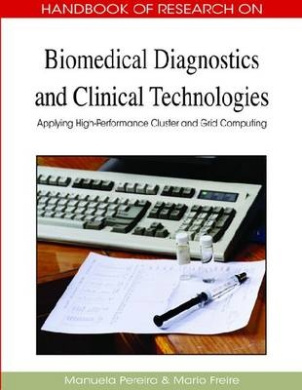 HANDBOOK OF RESEARCH ON
Biomedical Diagnostics
and Clinical Technologies
Applying High-Performance Cluster and Grid Computing
Manuela Pereira & Mario Freire